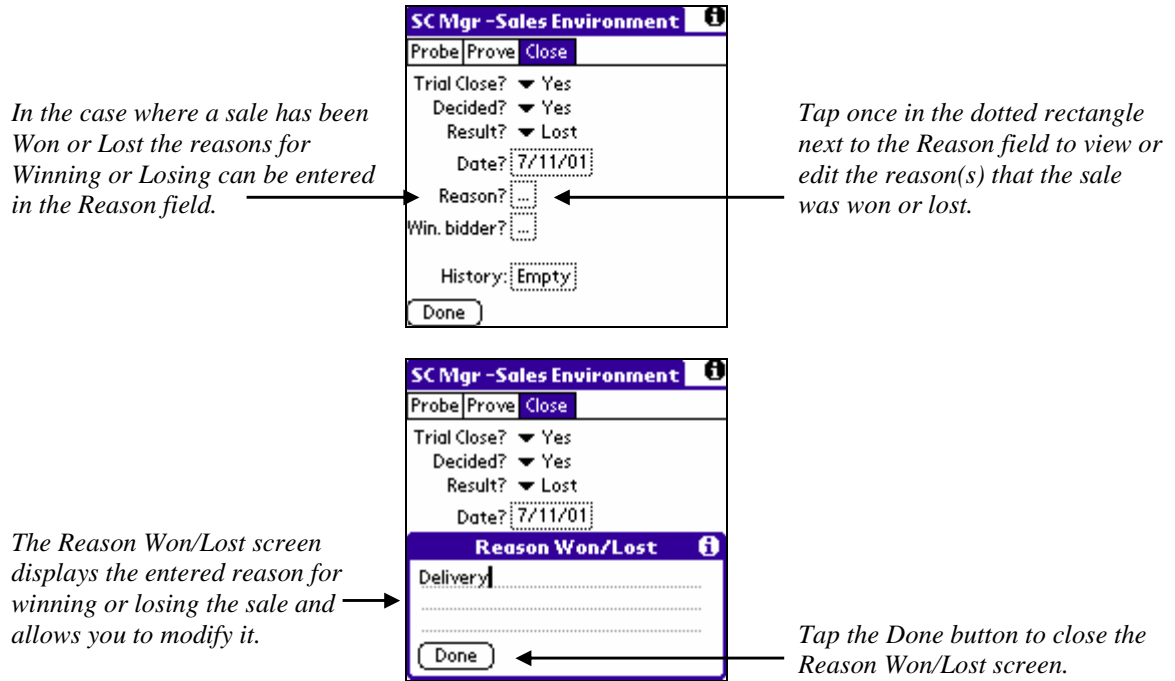 SC Mgr -Sales Environment
Probe Prove Close
Trial Close? Yes
Decided? Yes
Result? Lost
Date? 7/11/01
Reason? ...
Win. bidder? ...
History: Empty
Done
In the case where a sale has been
Won or Lost the reasons for
Winning or Losing can be entered
in the Reason field.
Tap once in the dotted rectangle
next to the Reason field to view or
edit the reason(s) that the sale
was won or lost.
SC Mgr -Sales Environment
Probe Prove Close
Trial Close? Yes
Decided? Yes
Result? Lost
Date? 7/11/01
Reason Won/Lost
Delivery
Done
The Reason Won/Lost screen
displays the entered reason for
winning or losing the sale and
allows you to modify it.
Tap the Done button to close the
Reason Won/Lost screen.